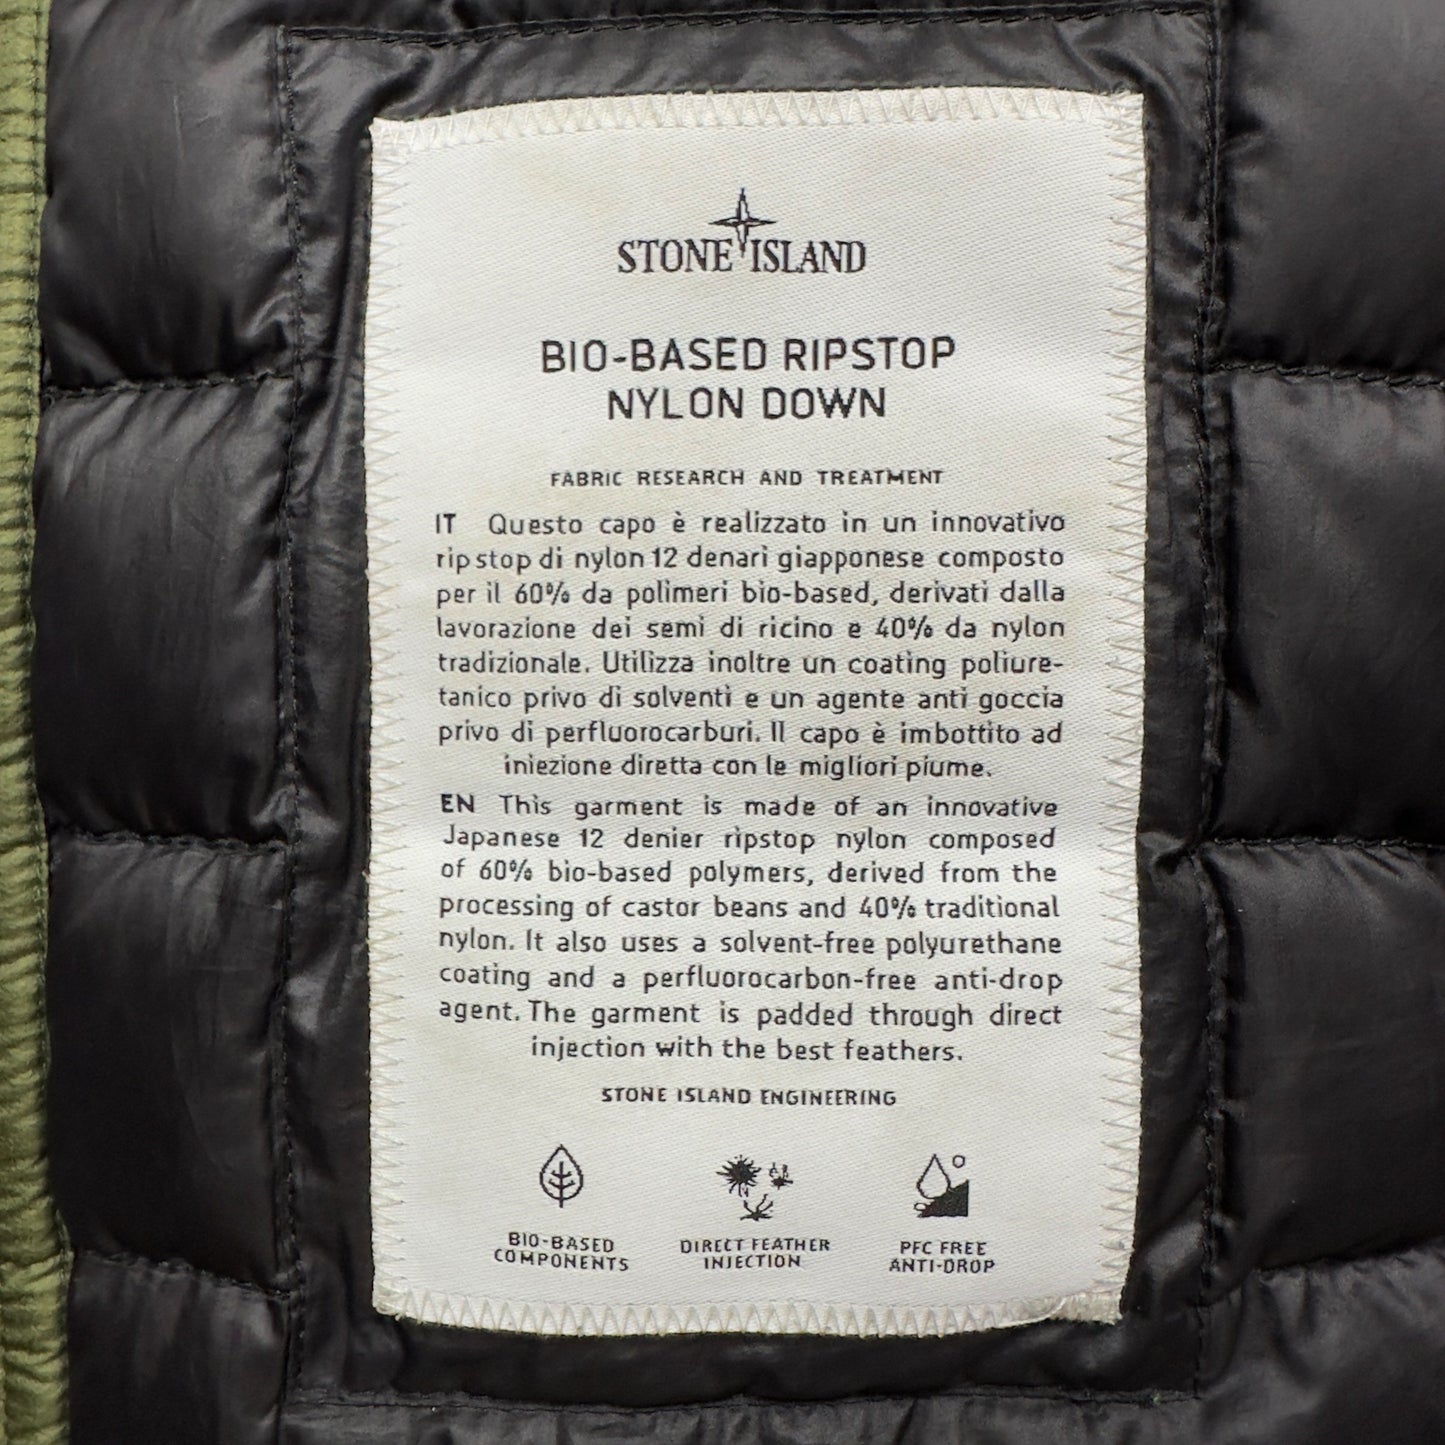 STONE ISLAND
BIO-BASED RIPSTOP
NYLON DOWN
FABRIC RESEARCH AND TREATMENT
IT Questo capo è realizzato in un innovativo
rip stop di nylon 12 denari giapponese composto
per il 60% da polimeri bio-based, derivati dalla
lavorazione dei semi di ricino e 40% da nylon
tradizionale. Utilizza inoltre un coating poliure-
tanico privo di solventi e un agente anti goccia
privo di perfluorocarburi. Il capo è imbottito ad
iniezione diretta con le migliori piume.
EN This garment is made of an innovative
Japanese 12 denier ripstop nylon composed
of 60% bio-based polymers, derived from the
processing of castor beans and 40% traditional
nylon. It also uses a solvent-free polyurethane
coating and a perfluorocarbon-free anti-drop
agent. The garment is padded through direct
injection with the best feathers.
STONE ISLAND ENGINEERING
BIO-BASED
COMPONENTS
DIRECT FEATHER
INJECTION
PFC FREE
ANTI-DROP